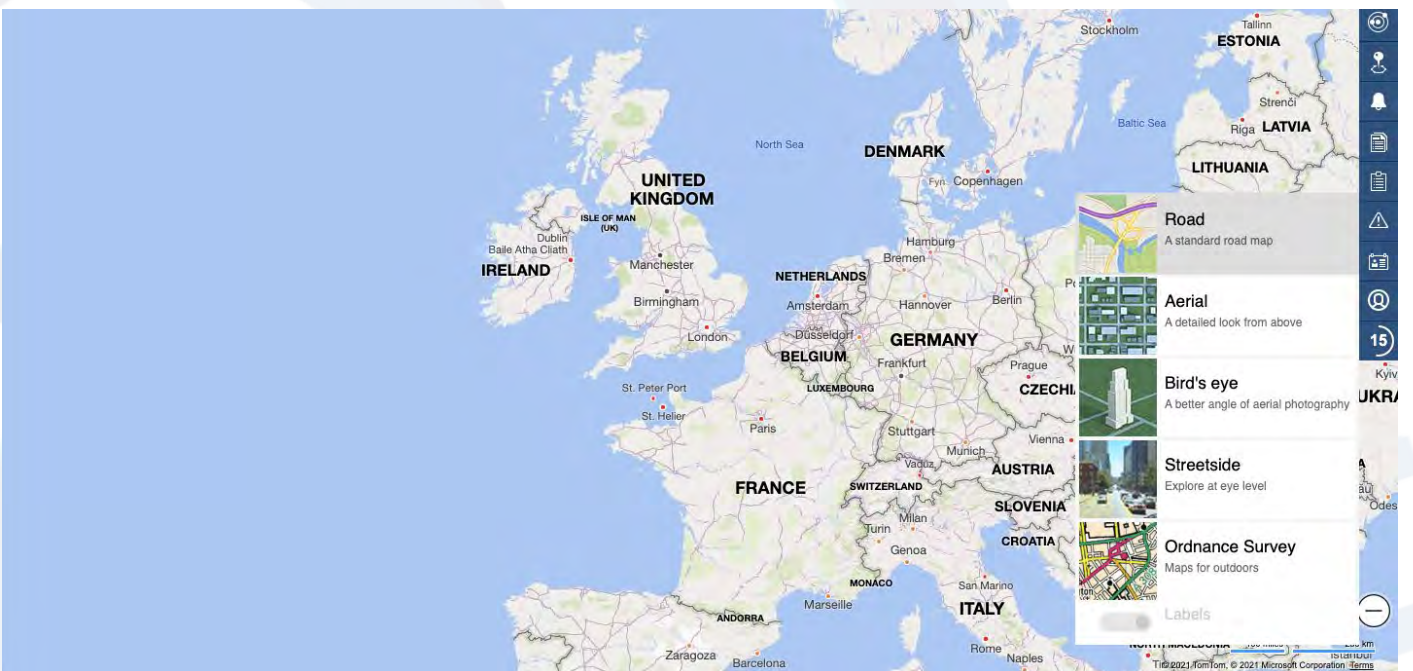 Stockholm
Tallinn
ESTONIA
Strenči
Riga
LATVIA
Baltic Sea
North Sea
DENMARK
LITHUANIA
Fyn
Copenhagen
UNITED
KINGDOM
ISLE OF MAN
(UK)
Dublin
Baile Atha Cliath
IRELAND
Manchester
Birmingham
London
Hamburg
Bremen
NETHERLANDS
Amsterdam
Hannover
Berlin
Düsseldorf
GERMANY
BELGIUM
Frankfurt
Prague
LUXEMBOURG
CZECHI
St. Peter Port
St. Helier
Paris
Stuttgart
Munich
Vienna
Vaduz
AUSTRIA
FRANCE
SWITZERLAND
SLOVENIA
Milan
Turin
CROATIA
Genoa
MONACO
San Marino
Marseille
ITALY
ANDORRA
Rome
Zaragoza
Barcelona
Naples
Road
A standard road map
Aerial
A detailed look from above
Bird's eye
A better angle of aerial photography
Streetside
Explore at eye level
Ordnance Survey
Maps for outdoors
Labels
15
Kyiv
UKR
Odes
km
Istanbul
© 2021 TomTom, © 2021 Microsoft Corporation Terms